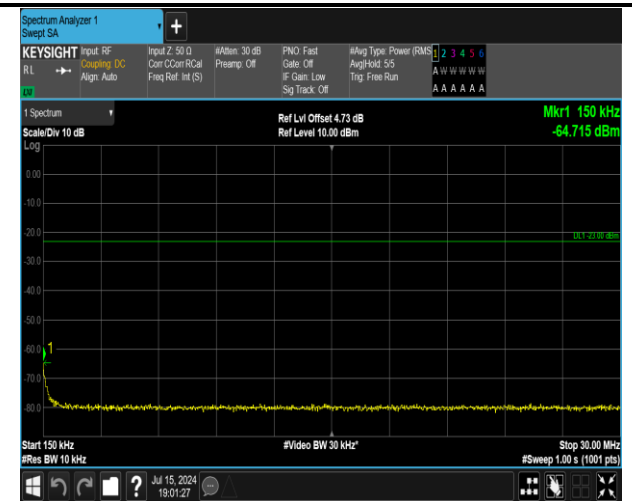 Spectrum Analyzer 1
Swept SA
+
KEYSIGHT
RL
Input: RF
Coupling: DC
Align: Auto
Input Z: 50 Ω
Corr CCorr RCal
Freq Ref: Int (S)
#Atten: 30 dB
Preamp: Off
PNO: Fast
Gate: Off
IF Gain: Low
Sig Track: Off
#Avg Type: Power (RMS
Avg|Hold: 5/5
Trig: Free Run
1 2 3 4 5 6
A W W W W W
A A A A A A
1 Spectrum
Scale/Div 10 dB
Ref Lvl Offset 4.73 dB
Ref Level 10.00 dBm
Mkr1 150 kHz
-64.715 dBm
Log
0.00
-10.0
-20.0
DL1 -23.00 dBm
-30.0
-40.0
-50.0
-60.0
1
-70.0
-80.0
Start 150 kHz
#Video BW 30 kHz*
Stop 30.00 MHz
#Res BW 10 kHz
#Sweep 1.00 s (1001 pts)
?
Jul 15, 2024
19:01:27